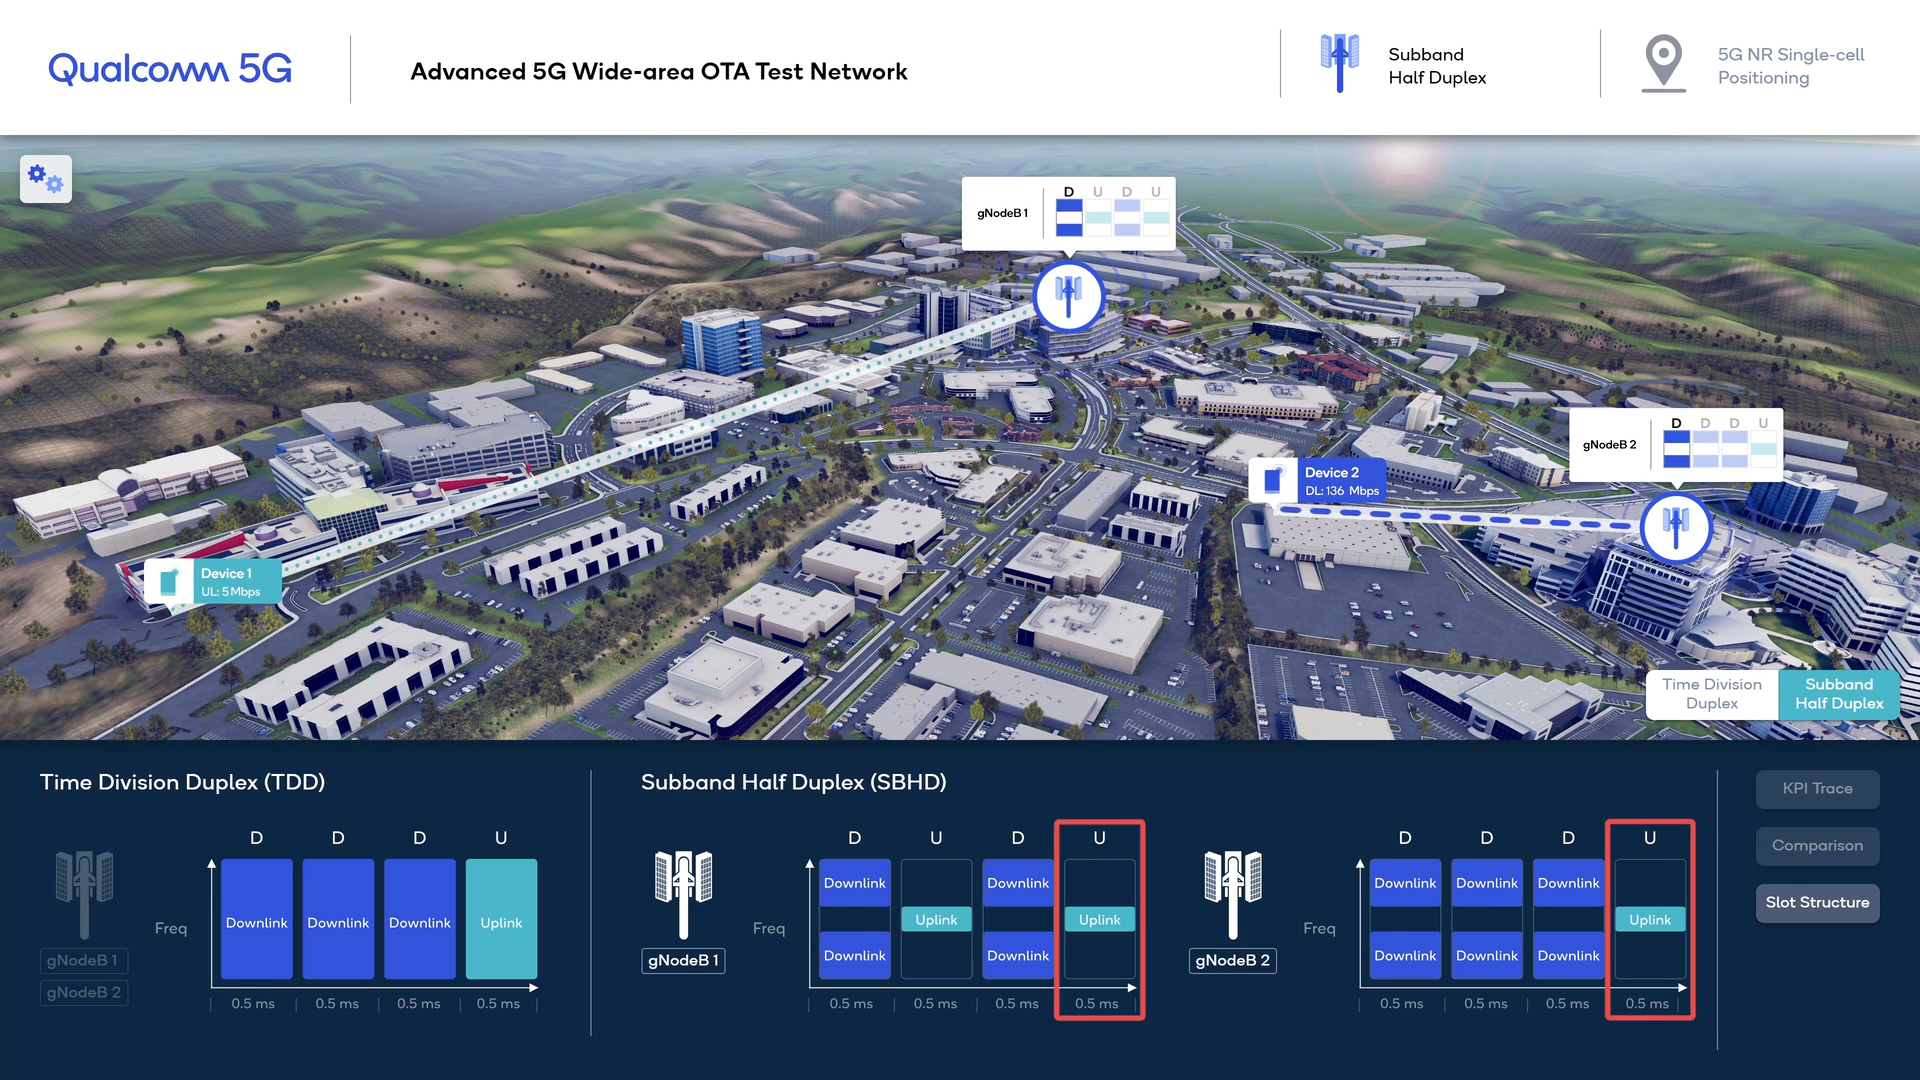 Qualcomm 5G
Advanced 5G Wide-area OTA Test Network
Subband
Half Duplex
5G NR Single-cell
Positioning
gNodeB 1
D U D U
gNodeB 2
D D D U
Device 2
DL: 136 Mbps
Device 1
UL: 5 Mbps
Time Division
Duplex
Subband
Half Duplex
Time Division Duplex (TDD)
D D D U
Freq
Downlink Downlink Downlink Uplink
gNodeB 1
gNodeB 2
0.5 ms 0.5 ms 0.5 ms 0.5 ms
Subband Half Duplex (SBHD)
D U D U
Downlink Downlink
Freq
Uplink Uplink
Downlink Downlink
gNodeB 1
0.5 ms 0.5 ms 0.5 ms 0.5 ms
D D D U
Downlink Downlink Downlink
Freq
Uplink
Downlink Downlink Downlink
gNodeB 2
0.5 ms 0.5 ms 0.5 ms 0.5 ms
KPI Trace
Comparison
Slot Structure